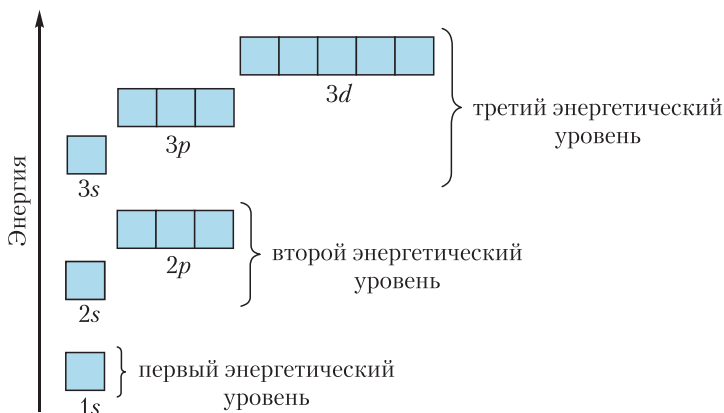 3d
третий энергетический
уровень
3p
3s
Энергия
2p
второй энергетический
уровень
2s
первый энергетический
уровень
1s